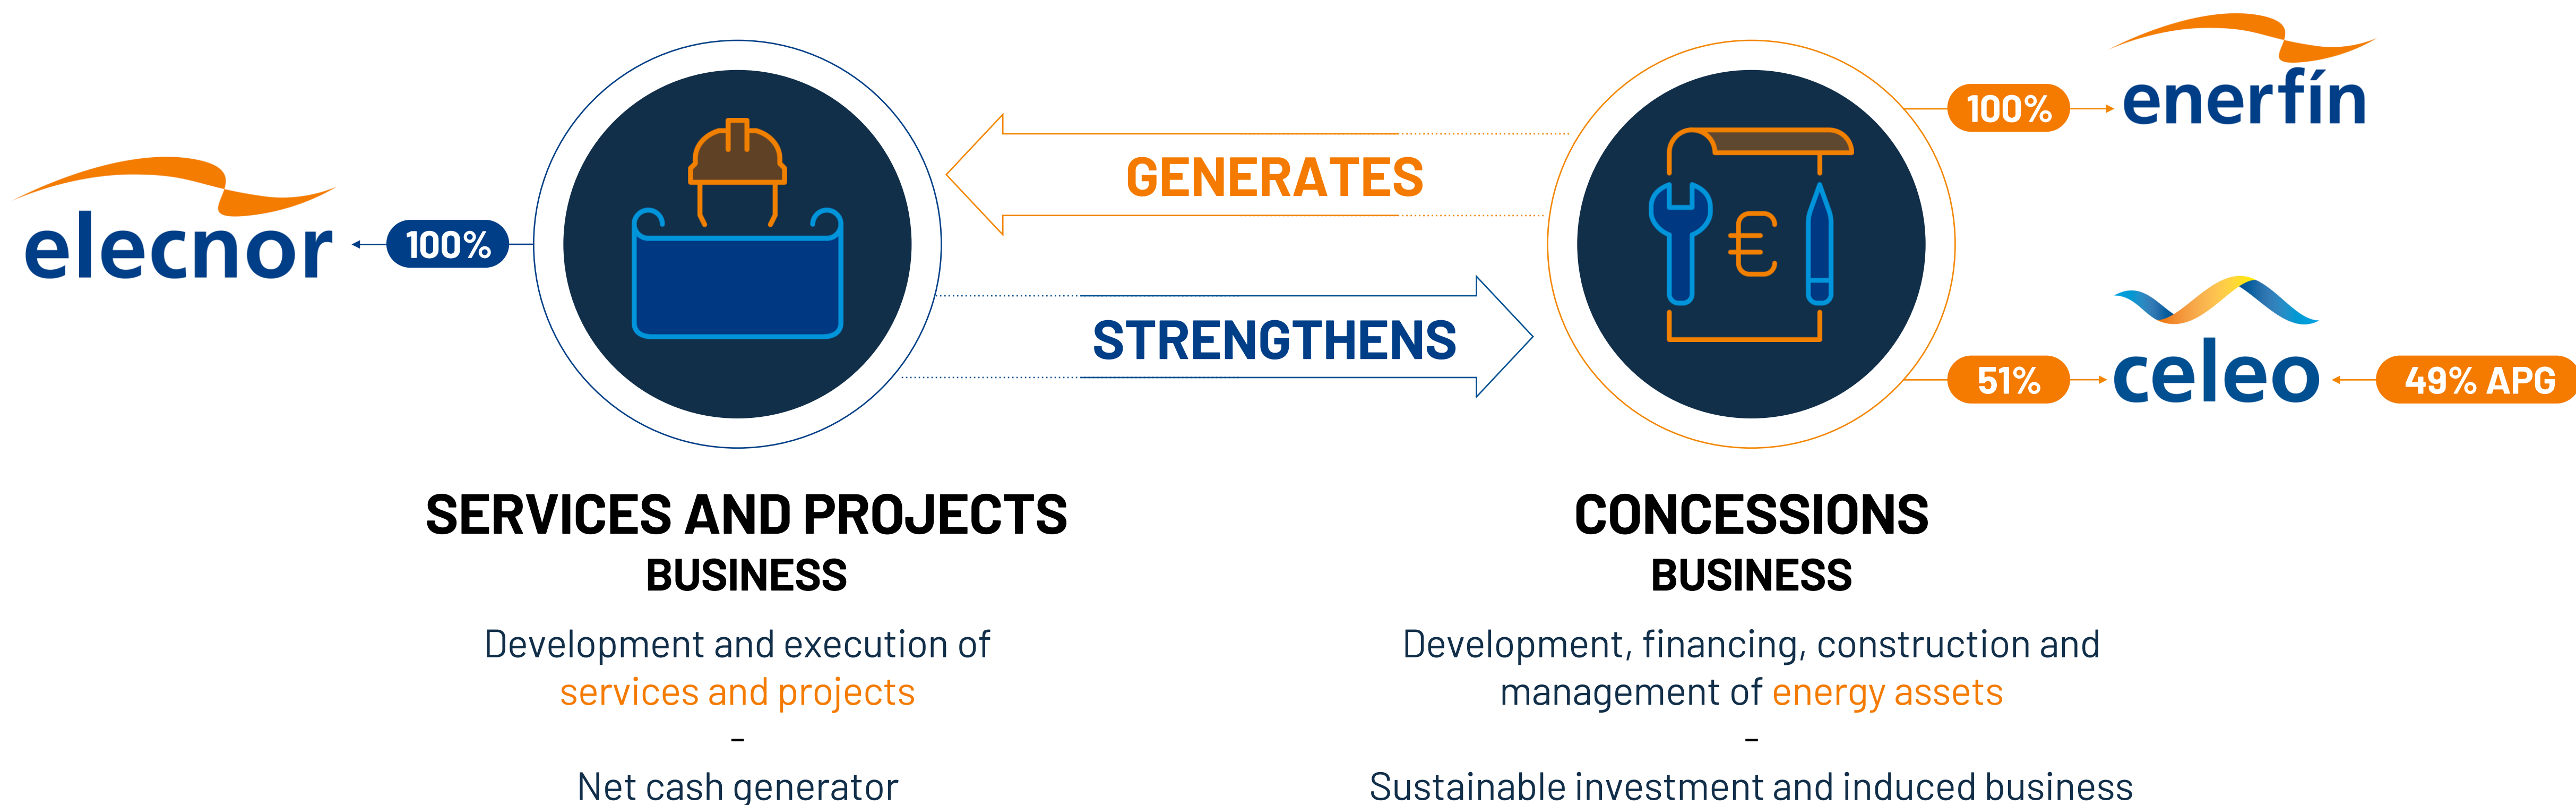 elecnor
100%
GENERATES
STRENGTHENS
€
100%
enerfín
51%
celeo
49% APG
SERVICES AND PROJECTS
BUSINESS
Development and execution of
services and projects
-
Net cash generator
CONCESSIONS
BUSINESS
Development, financing, construction and
management of energy assets
-
Sustainable investment and induced business